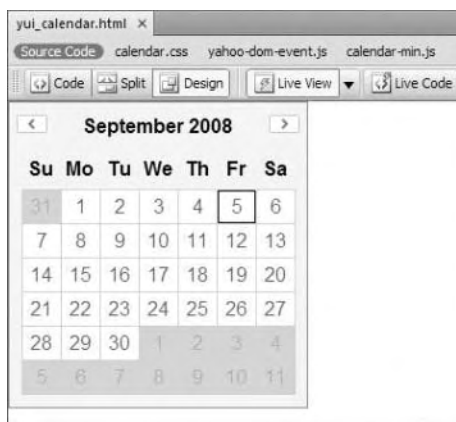 yui_calendar.html ×
Source Code calendar.css yahoo-dom-event.js calendar-min.js
Code Split Design Live View Live Code
< September 2008 >
Su Mo Tu We Th Fr Sa
31 1 2 3 4 5 6
7 8 9 10 11 12 13
14 15 16 17 18 19 20
21 22 23 24 25 26 27
28 29 30 1 2 3 4
5 6 7 8 9 10 11